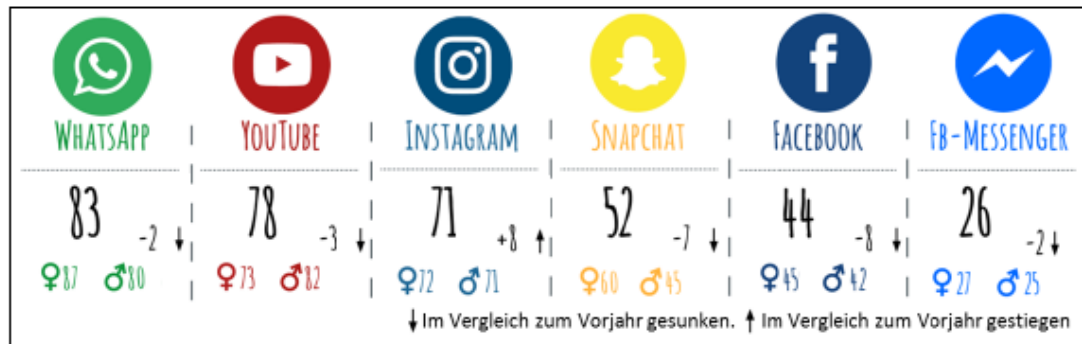 WhatsApp YouTube Instagram Snapchat Facebook FB-Messenger
83 -2 ↓ 78 -3 ↓ 71 +8 ↑ 52 -7 ↓ 44 -8 ↓ 26 -2 ↓
♀87 ♂80 ♀73 ♂82 ♀72 ♂71 ♀60 ♂45 ♀45 ♂42 ♀27 ♂25
↓ Im Vergleich zum Vorjahr gesunken. ↑ Im Vergleich zum Vorjahr gestiegen